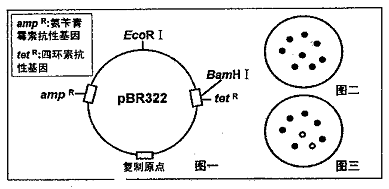 amp R:氨苄青
霉素抗性基因
tet R:四环素抗
性基因
EcoR I
BamH I
amp R
pBR322
tet R
复制原点
图一
图二
图三